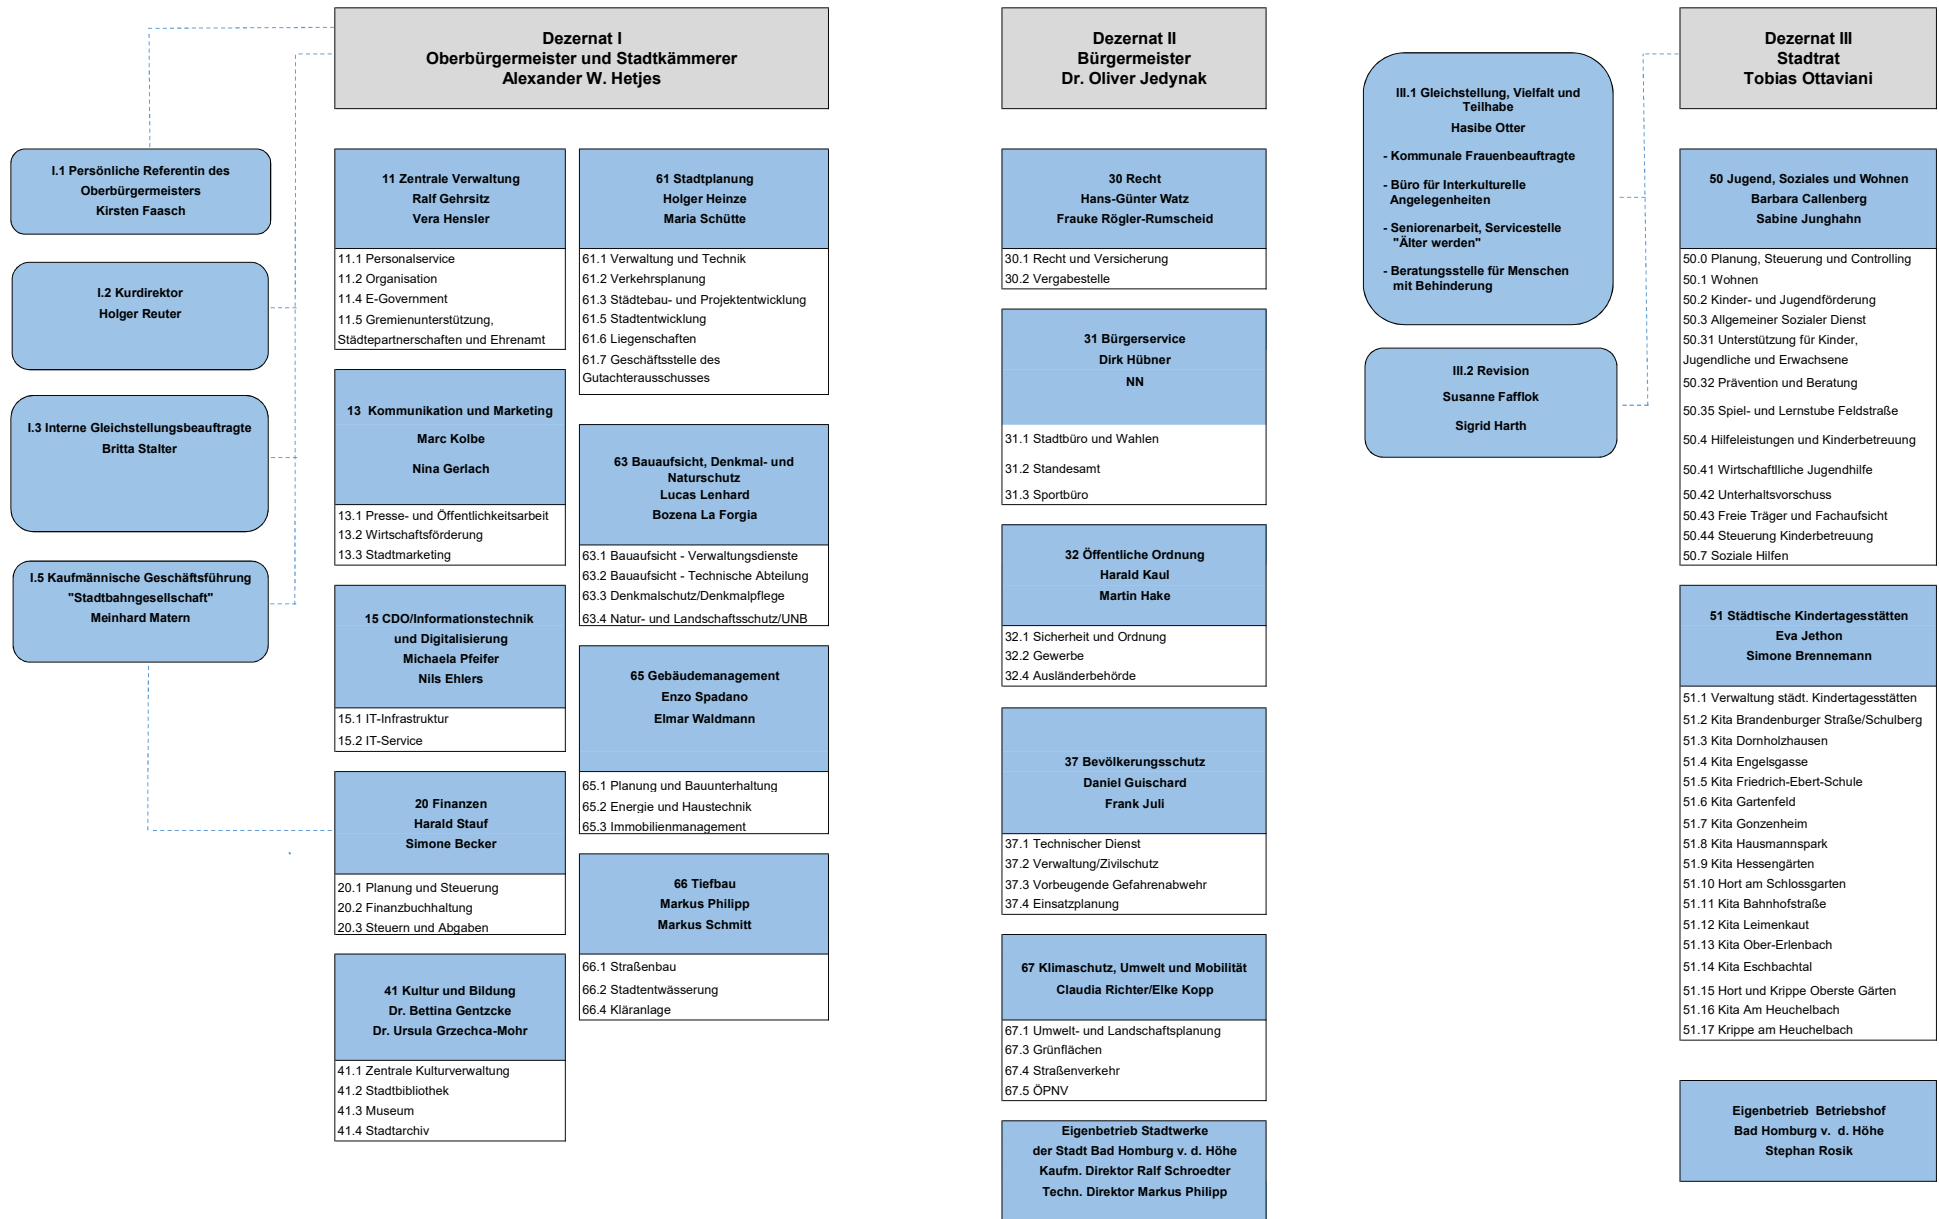 Dezernat I
Oberbürgermeister und Stadtkämmerer
Alexander W. Hetjes
I.1 Persönliche Referentin des
Oberbürgermeisters
Kirsten Faasch
I.2 Kurdirektor
Holger Reuter
I.3 Interne Gleichstellungsbeauftragte
Britta Stalter
I.5 Kaufmännische Geschäftsführung
"Stadtbahngesellschaft"
Meinhard Matern
11 Zentrale Verwaltung
Ralf Gehrsitz
Vera Hensler
11.1 Personalservice
11.2 Organisation
11.4 E-Government
11.5 Gremienunterstützung,
Städtepartnerschaften und Ehrenamt
13 Kommunikation und Marketing
Marc Kolbe
Nina Gerlach
13.1 Presse- und Öffentlichkeitsarbeit
13.2 Wirtschaftsförderung
13.3 Stadtmarketing
15 CDO/Informationstechnik
und Digitalisierung
Michaela Pfeifer
Nils Ehlers
15.1 IT-Infrastruktur
15.2 IT-Service
20 Finanzen
Harald Stauf
Simone Becker
20.1 Planung und Steuerung
20.2 Finanzbuchhaltung
20.3 Steuern und Abgaben
41 Kultur und Bildung
Dr. Bettina Gentzcke
Dr. Ursula Grzechca-Mohr
41.1 Zentrale Kulturverwaltung
41.2 Stadtbibliothek
41.3 Museum
41.4 Stadtarchiv
61 Stadtplanung
Holger Heinze
Maria Schütte
61.1 Verwaltung und Technik
61.2 Verkehrsplanung
61.3 Städtebau- und Projektentwicklung
61.5 Stadtentwicklung
61.6 Liegenschaften
61.7 Geschäftsstelle des
Gutachterausschusses
63 Bauaufsicht, Denkmal- und
Naturschutz
Lucas Lenhard
Bozena La Forgia
63.1 Bauaufsicht - Verwaltungsdienste
63.2 Bauaufsicht - Technische Abteilung
63.3 Denkmalschutz/Denkmalpflege
63.4 Natur- und Landschaftsschutz/UNB
65 Gebäudemanagement
Enzo Spadano
Elmar Waldmann
65.1 Planung und Bauunterhaltung
65.2 Energie und Haustechnik
65.3 Immobilienmanagement
66 Tiefbau
Markus Philipp
Markus Schmitt
66.1 Straßenbau
66.2 Stadtentwässerung
66.4 Kläranlage
Dezernat II
Bürgermeister
Dr. Oliver Jedynak
30 Recht
Hans-Günter Watz
Frauke Rögler-Rumscheid
30.1 Recht und Versicherung
30.2 Vergabestelle
31 Bürgerservice
Dirk Hübner
NN
31.1 Stadtbüro und Wahlen
31.2 Standesamt
31.3 Sportbüro
32 Öffentliche Ordnung
Harald Kaul
Martin Hake
32.1 Sicherheit und Ordnung
32.2 Gewerbe
32.4 Ausländerbehörde
37 Bevölkerungsschutz
Daniel Guischard
Frank Juli
37.1 Technischer Dienst
37.2 Verwaltung/Zivilschutz
37.3 Vorbeugende Gefahrenabwehr
37.4 Einsatzplanung
67 Klimaschutz, Umwelt und Mobilität
Claudia Richter/Elke Kopp
67.1 Umwelt- und Landschaftsplanung
67.3 Grünflächen
67.4 Straßenverkehr
67.5 ÖPNV
Eigenbetrieb Stadtwerke
der Stadt Bad Homburg v. d. Höhe
Kaufm. Direktor Ralf Schroedter
Techn. Direktor Markus Philipp
Dezernat III
Stadtrat
Tobias Ottaviani
III.1 Gleichstellung, Vielfalt und
Teilhabe
Hasibe Otter
- Kommunale Frauenbeauftragte
- Büro für Interkulturelle
Angelegenheiten
- Seniorenarbeit, Servicestelle
"Älter werden"
- Beratungsstelle für Menschen
mit Behinderung
III.2 Revision
Susanne Fafflok
Sigrid Harth
50 Jugend, Soziales und Wohnen
Barbara Callenberg
Sabine Junghahn
50.0 Planung, Steuerung und Controlling
50.1 Wohnen
50.2 Kinder- und Jugendförderung
50.3 Allgemeiner Sozialer Dienst
50.31 Unterstützung für Kinder,
Jugendliche und Erwachsene
50.32 Prävention und Beratung
50.35 Spiel- und Lernstube Feldstraße
50.4 Hilfeleistungen und Kinderbetreuung
50.41 Wirtschaftlliche Jugendhilfe
50.42 Unterhaltsvorschuss
50.43 Freie Träger und Fachaufsicht
50.44 Steuerung Kinderbetreuung
50.7 Soziale Hilfen
51 Städtische Kindertagesstätten
Eva Jethon
Simone Brennemann
51.1 Verwaltung städt. Kindertagesstätten
51.2 Kita Brandenburger Straße/Schulberg
51.3 Kita Dornholzhausen
51.4 Kita Engelsgasse
51.5 Kita Friedrich-Ebert-Schule
51.6 Kita Gartenfeld
51.7 Kita Gonzenheim
51.8 Kita Hausmannspark
51.9 Kita Hessengärten
51.10 Hort am Schlossgarten
51.11 Kita Bahnhofstraße
51.12 Kita Leimenkaut
51.13 Kita Ober-Erlenbach
51.14 Kita Eschbachtal
51.15 Hort und Krippe Oberste Gärten
51.16 Kita Am Heuchelbach
51.17 Krippe am Heuchelbach
Eigenbetrieb Betriebshof
Bad Homburg v. d. Höhe
Stephan Rosik